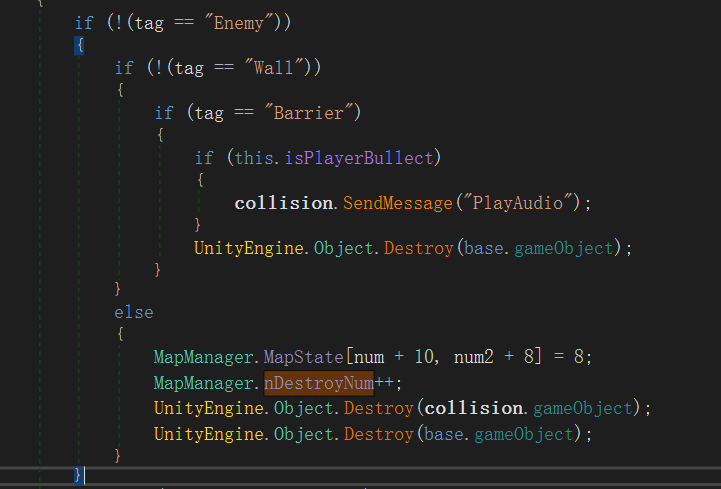 {
if (!(tag == "Enemy"))
{
if (!(tag == "Wall"))
{
if (tag == "Barrier")
{
if (this.isPlayerBullect)
{
collision.SendMessage("PlayAudio");
}
UnityEngine.Object.Destroy(base.gameObject);
}
}
else
{
MapManager.MapState[num + 10, num2 + 8] = 8;
MapManager.nDestroyNum++;
UnityEngine.Object.Destroy(collision.gameObject);
UnityEngine.Object.Destroy(base.gameObject);
}
}